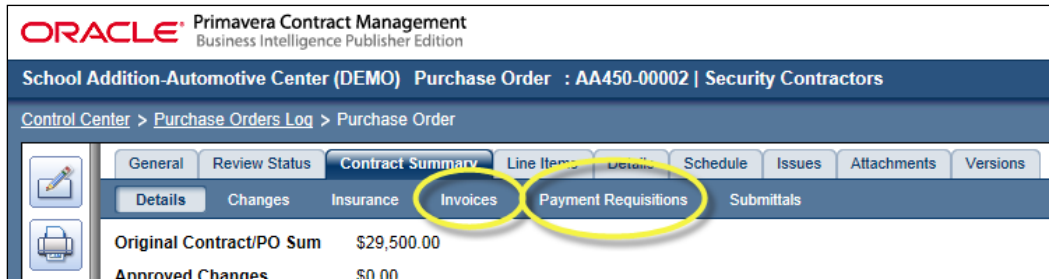 ORACLE® Primavera Contract Management
Business Intelligence Publisher Edition
School Addition-Automotive Center (DEMO) Purchase Order : AA450-00002 | Security Contractors
Control Center > Purchase Orders Log > Purchase Order
General Review Status Contract Summary Line Items Details Schedule Issues Attachments Versions
Details Changes Insurance Invoices Payment Requisitions Submittals
Original Contract/PO Sum $29,500.00
Approved Changes $0.00